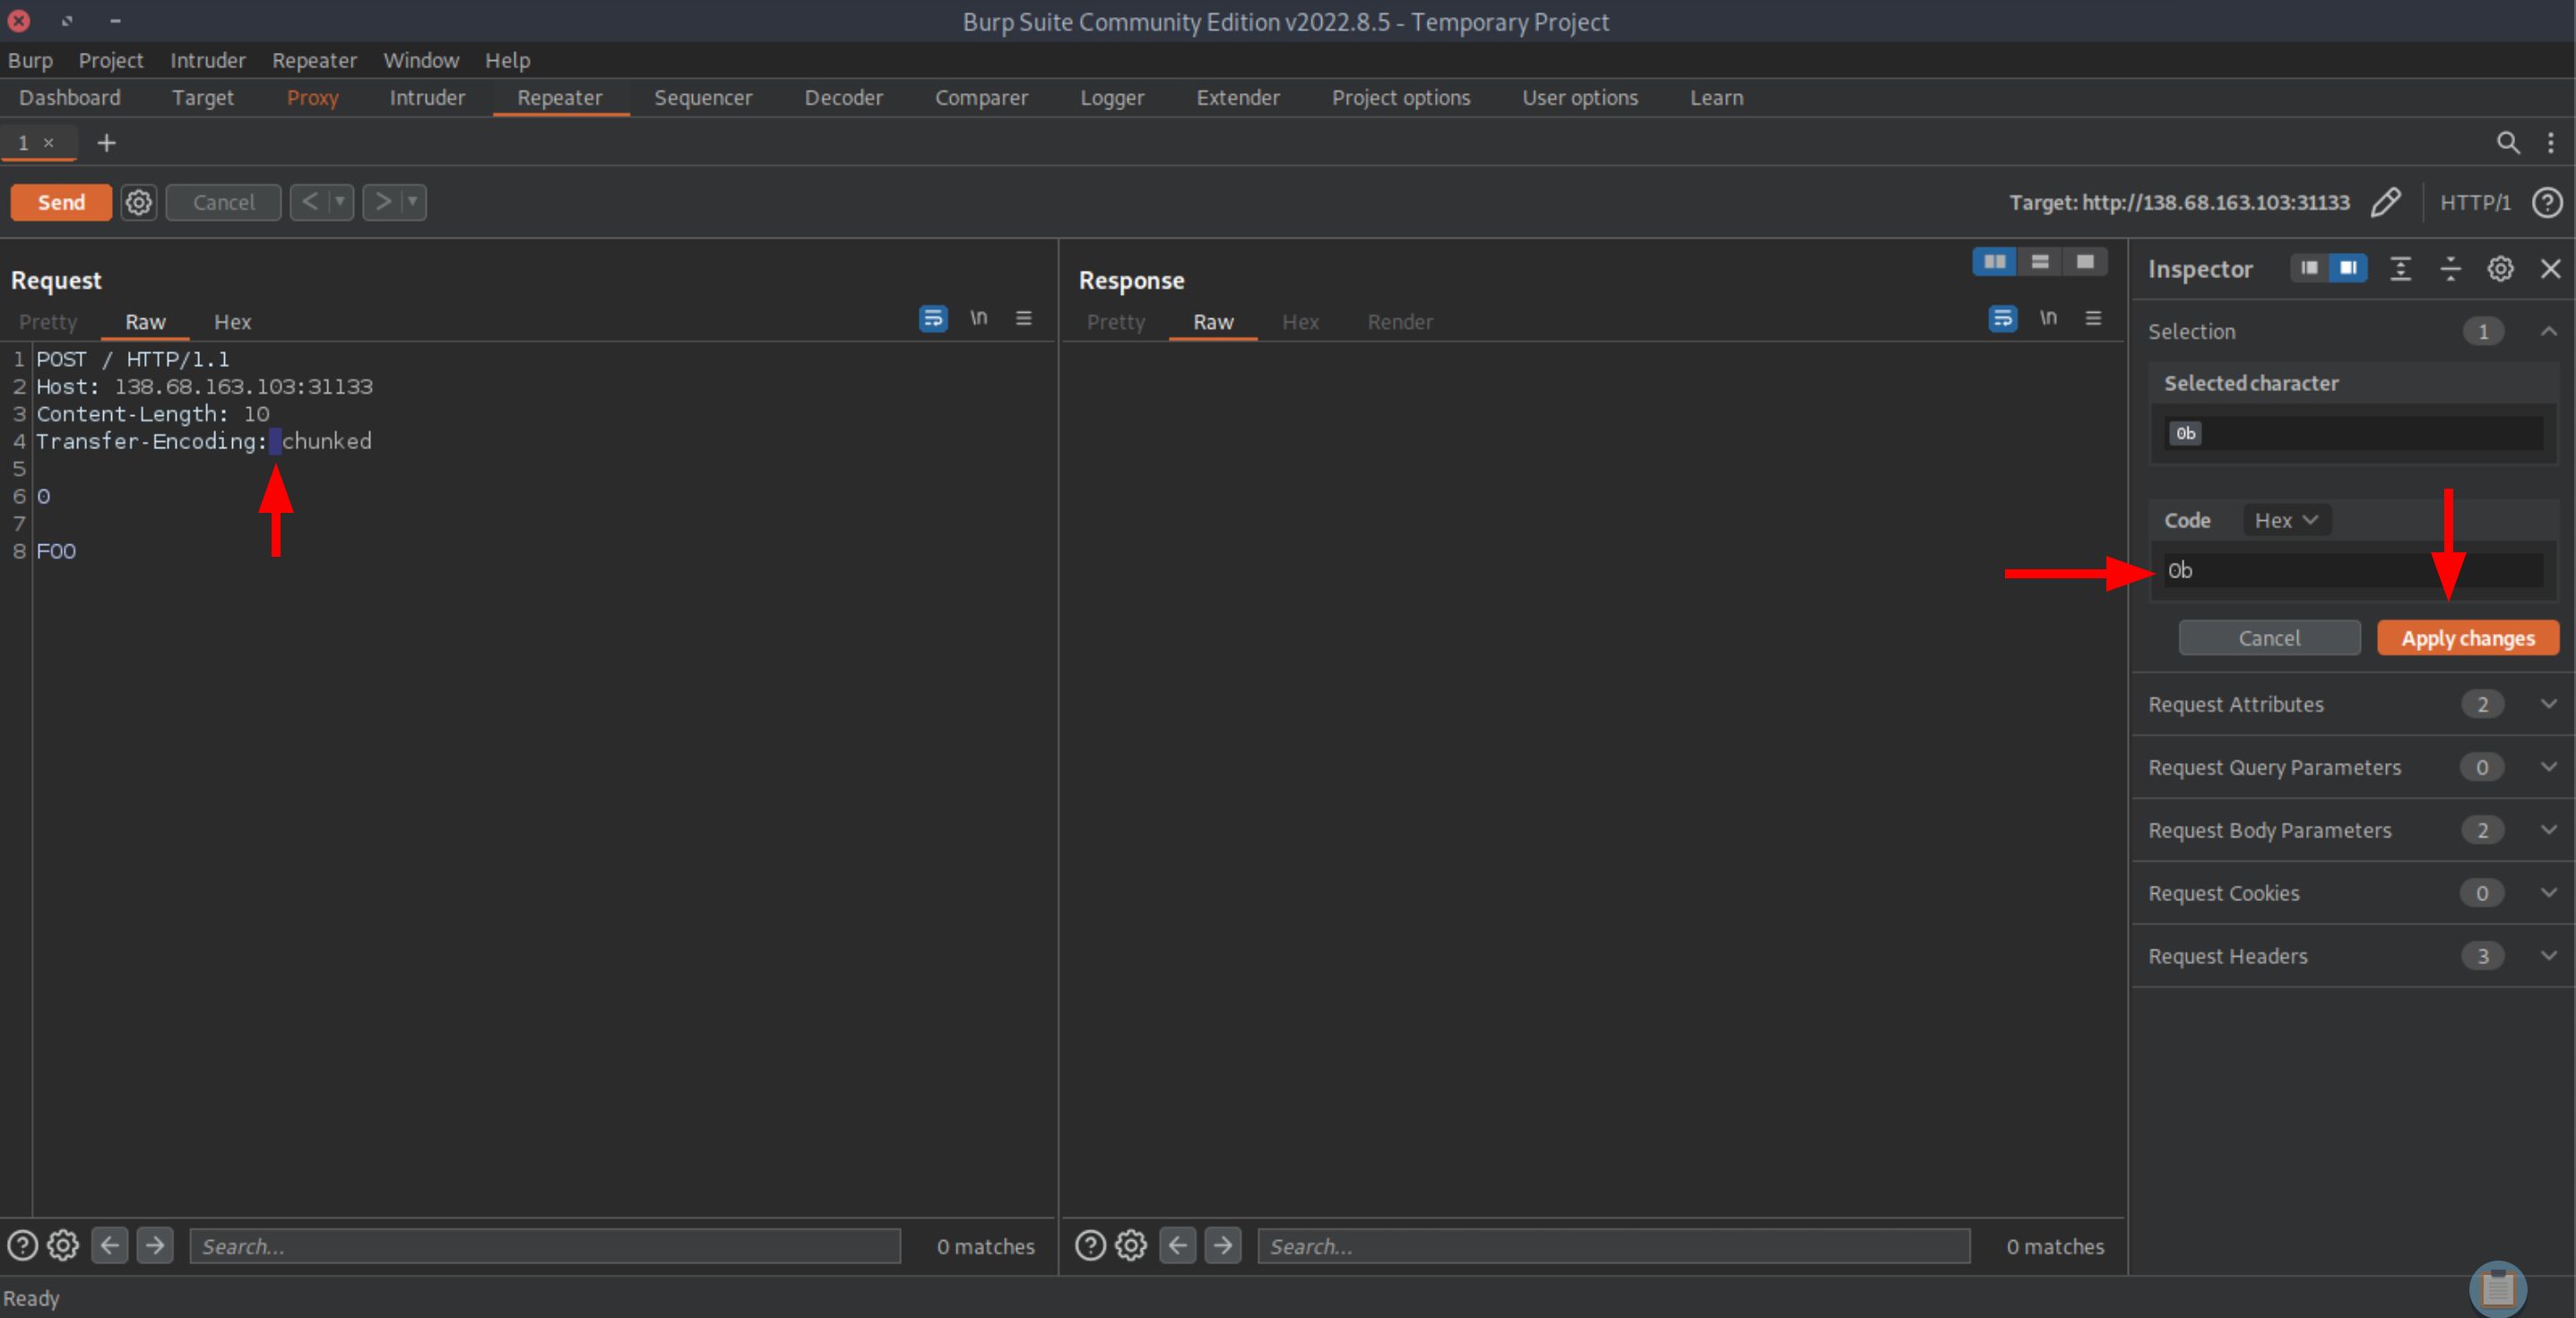 Burp Suite Community Edition v2022.8.5 - Temporary Project
Burp Project Intruder Repeater Window Help
Dashboard Target Proxy Intruder Repeater Sequencer Decoder Comparer Logger Extender Project options User options Learn
1 × +
Send Cancel < > Target: http://138.68.163.103:31133 HTTP/1 ?
Request
Pretty Raw Hex \n
1 POST / HTTP/1.1
2 Host: 138.68.163.103:31133
3 Content-Length: 10
4 Transfer-Encoding: chunked
5
6 0
7
8 FOO
Search... 0 matches
Response
Pretty Raw Hex Render \n
Search... 0 matches
Inspector
Selection 1
Selected character
0b
Code Hex
0b
Cancel Apply changes
Request Attributes 2
Request Query Parameters 0
Request Body Parameters 2
Request Cookies 0
Request Headers 3
Ready